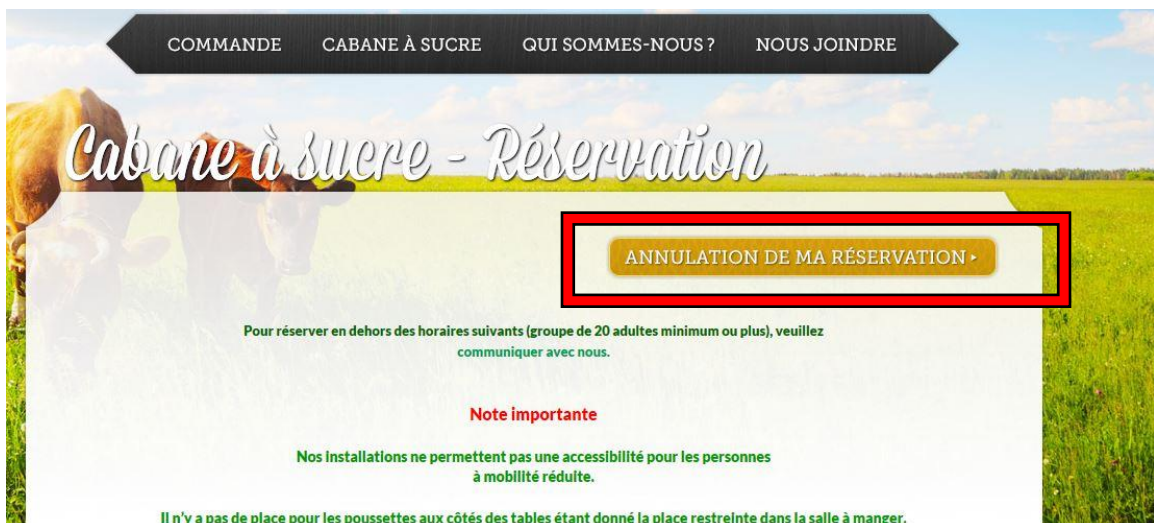 COMMANDE CABANE À SUCRE QUI SOMMES-NOUS ? NOUS JOINDRE
Cabane à sucre - Réservation
ANNULATION DE MA RÉSERVATION ▸
Pour réserver en dehors des horaires suivants (groupe de 20 adultes minimum ou plus), veuillez
communiquer avec nous.
Note importante
Nos installations ne permettent pas une accessibilité pour les personnes
à mobilité réduite.
Il n'y a pas de place pour les poussettes aux côtés des tables étant donné la place restreinte dans la salle à manger.